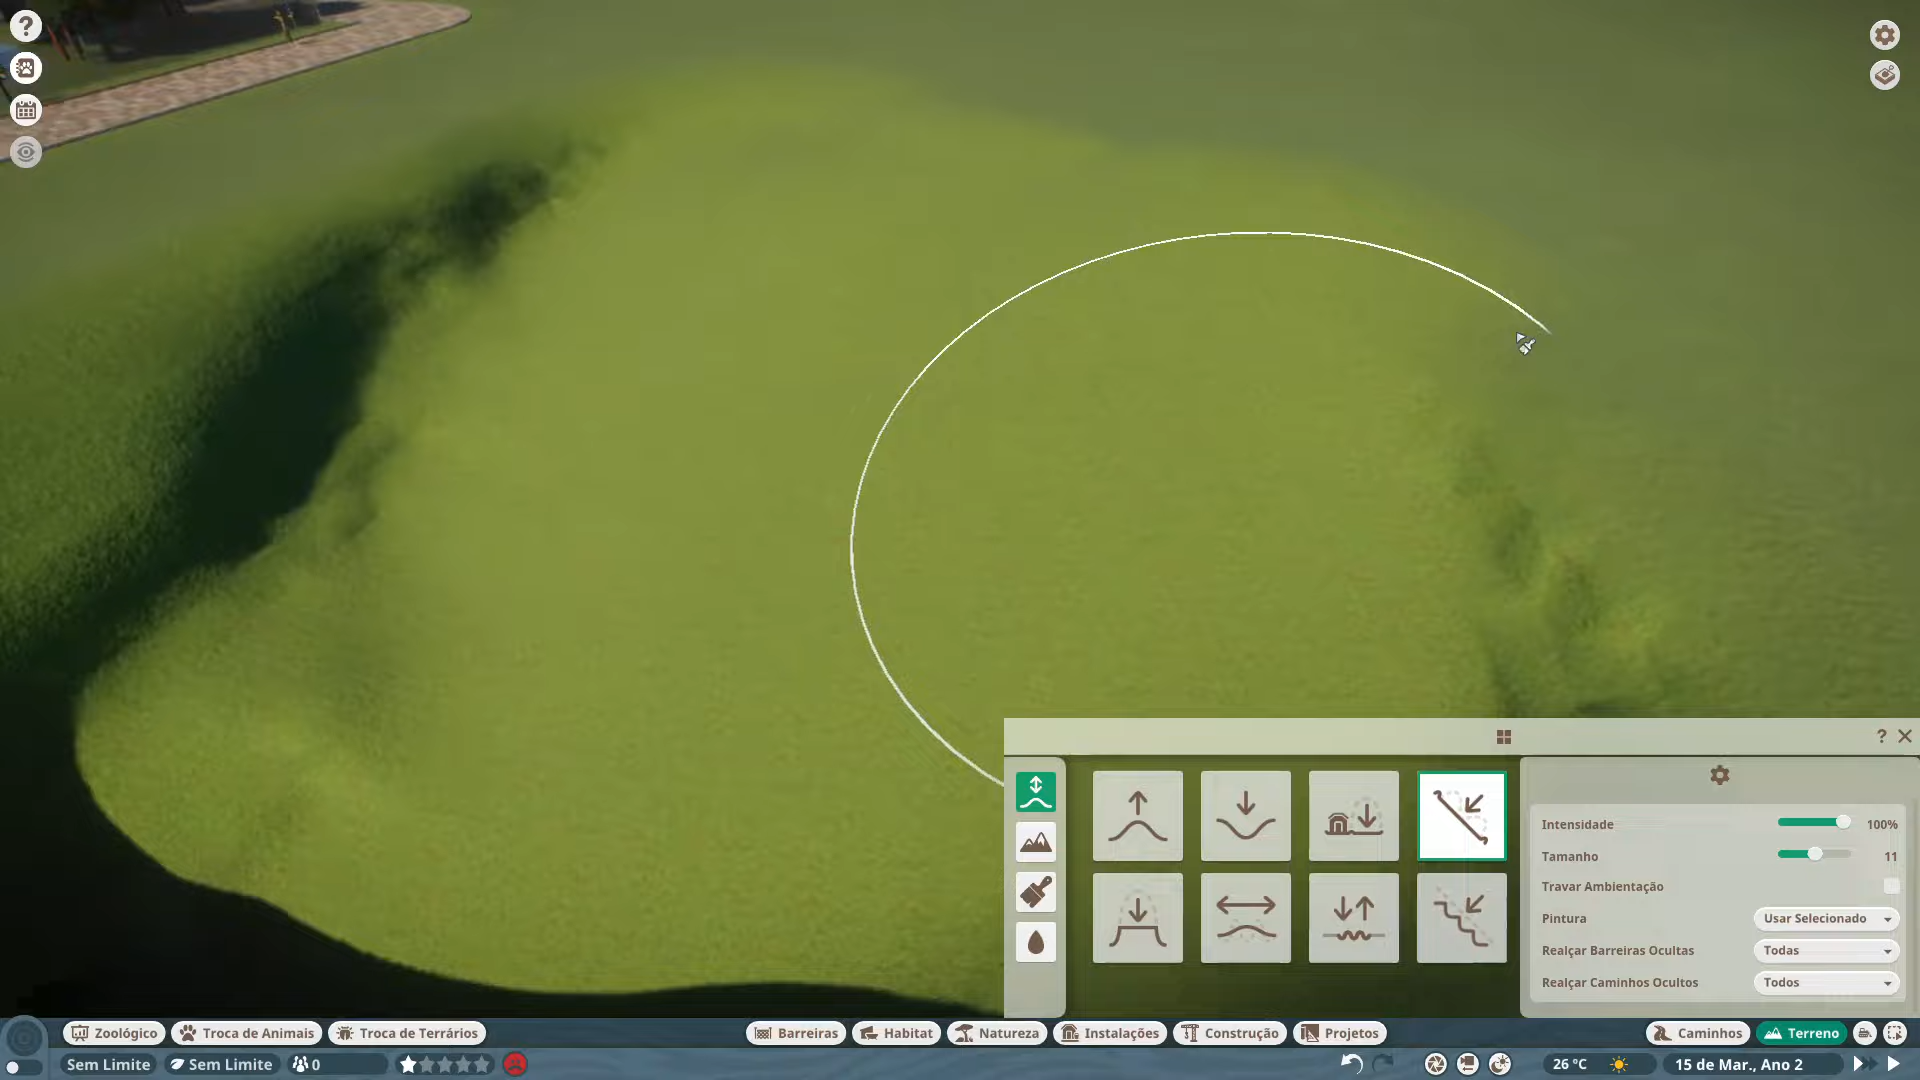 ?
?
Intensidade 100%
Tamanho 11
Travar Ambientação
Pintura Usar Selecionado
Realçar Barreiras Ocultas Todas
Realçar Caminhos Ocultos Todos
Zoológico Troca de Animais Troca de Terrários Barreiras Habitat Natureza Instalações Construção Projetos Caminhos Terreno
Sem Limite Sem Limite 0 26 ºC 15 de Mar., Ano 2